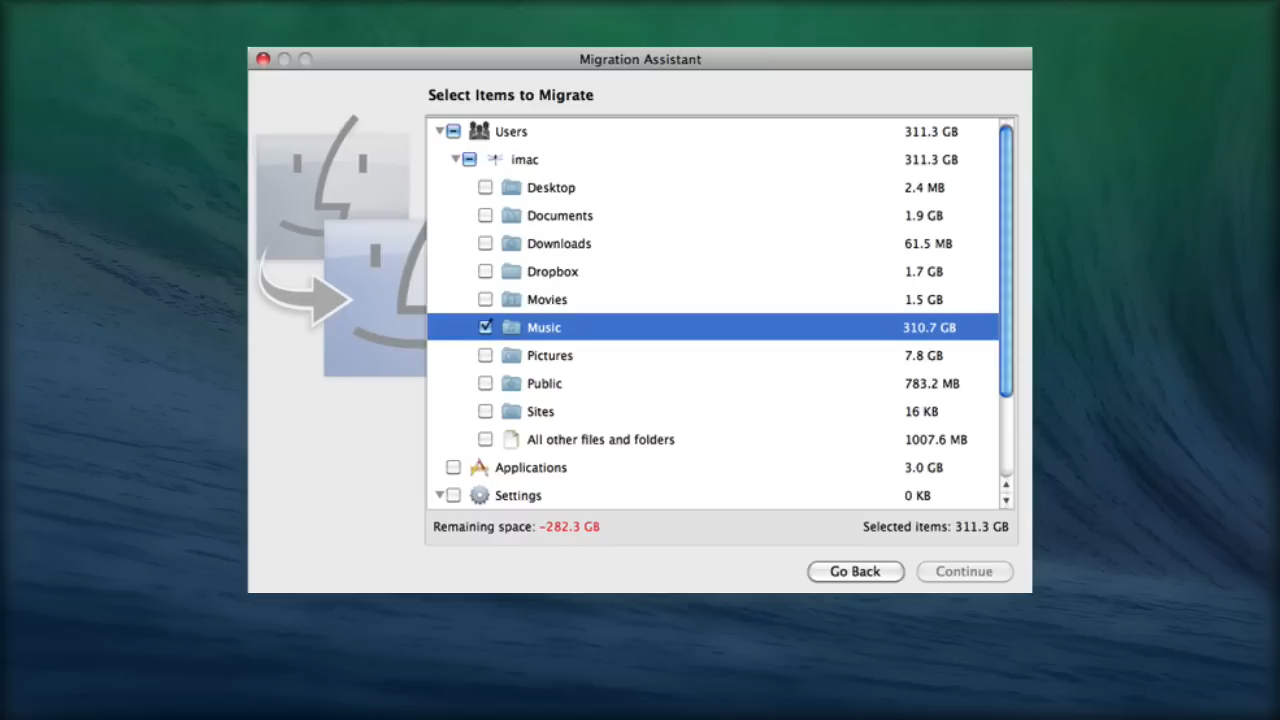 Migration Assistant
Select Items to Migrate
Users 311.3 GB
imac 311.3 GB
Desktop 2.4 MB
Documents 1.9 GB
Downloads 61.5 MB
Dropbox 1.7 GB
Movies 1.5 GB
Music 310.7 GB
Pictures 7.8 GB
Public 783.2 MB
Sites 16 KB
All other files and folders 1007.6 MB
Applications 3.0 GB
Settings 0 KB
Remaining space: -282.3 GB Selected items: 311.3 GB
Go Back Continue